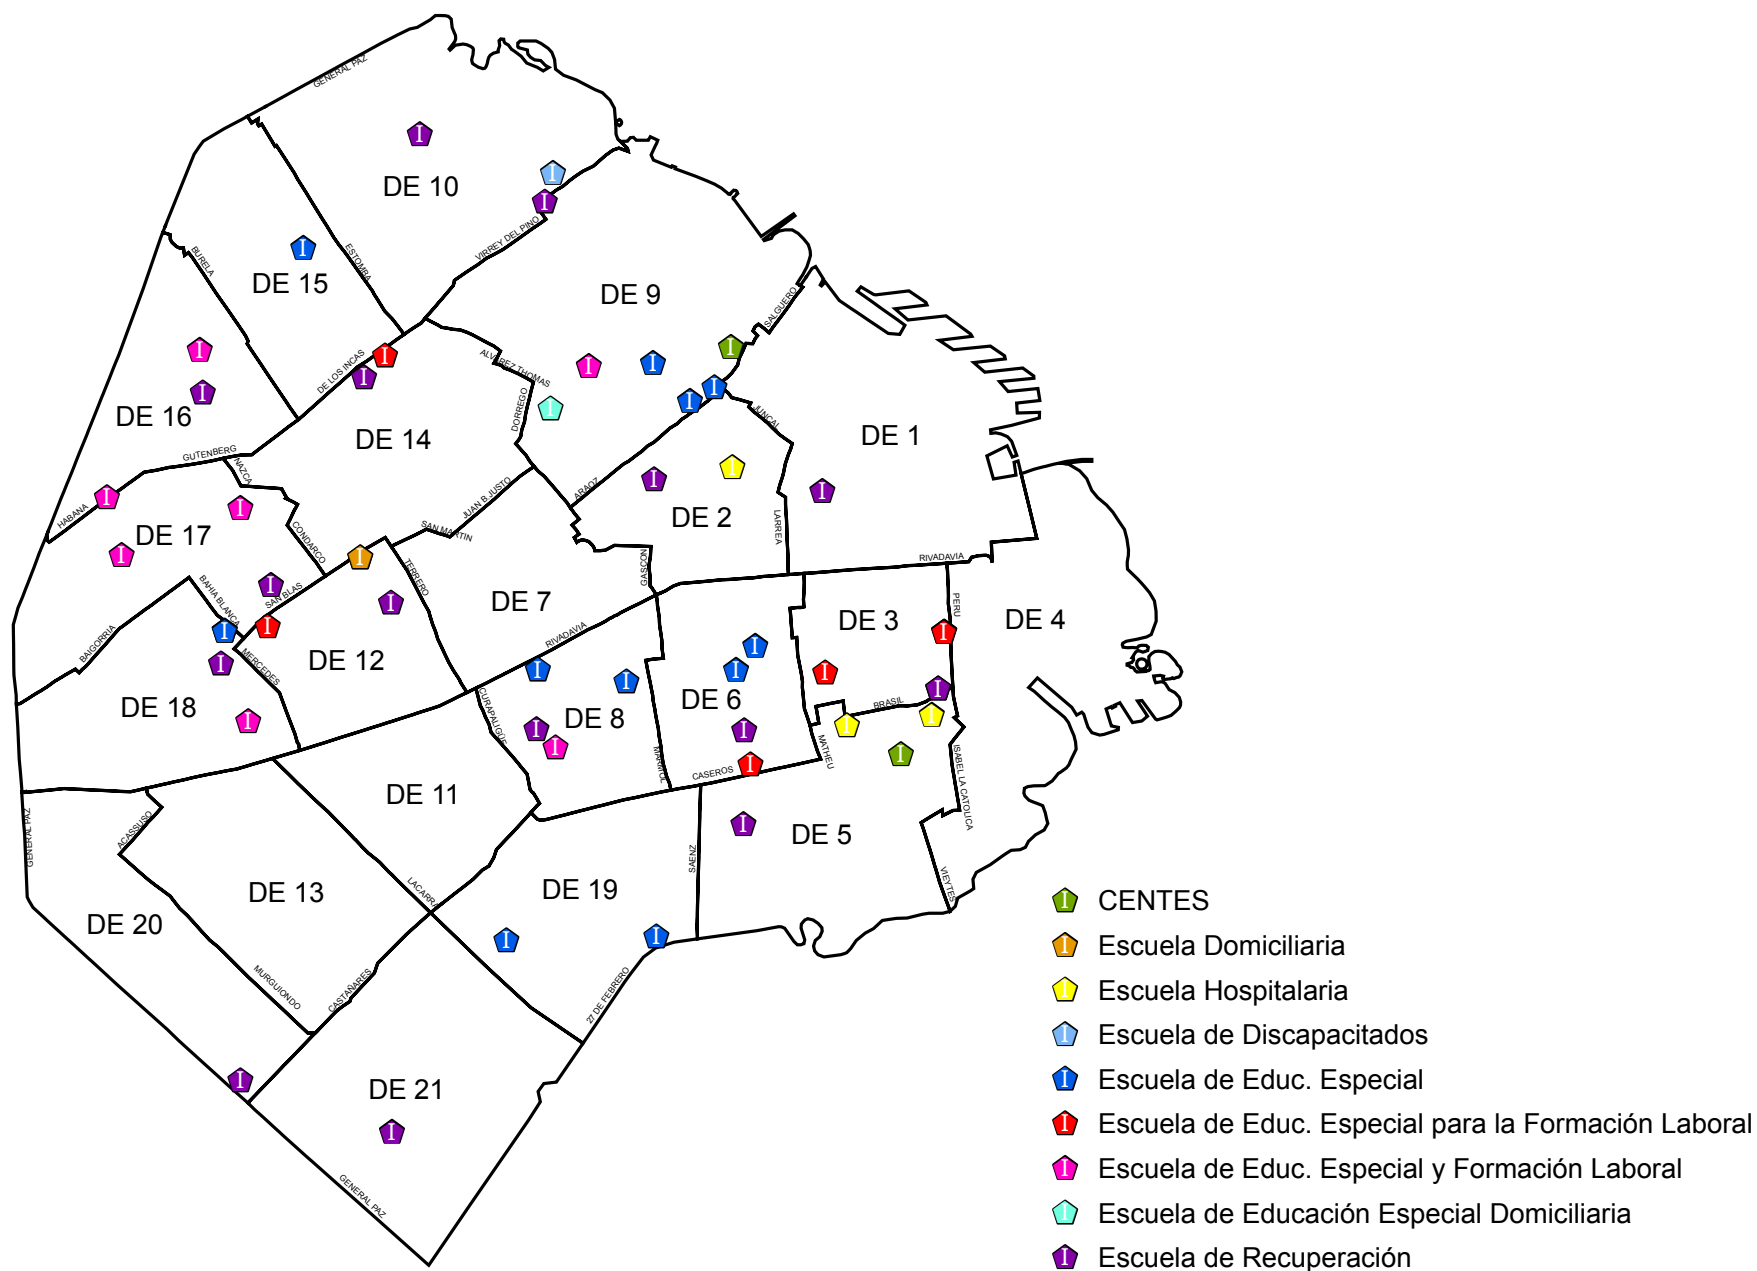 GENERAL PAZ
DE 10
VIRREY DEL PINO
ESTOMBA
BURELA
DE 15
DE 9
SALGUERO
DE LOS INCAS
ALVAREZ THOMAS
DORREGO
JUNCAL
DE 16
DE 14
DE 1
GUTENBERG
NAZCA
HABANA
JUAN B JUSTO
SAN MARTIN
ARAOZ
DE 2
LARREA
DE 17
CONDARCO
GASCON
RIVADAVIA
TERRERO
BAHIA BLANCA
SAN BLAS
DE 7
PERU
DE 3
DE 4
BAIGORRIA
RIVADAVIA
MERCEDES
DE 12
DE 18
CURAPALIGÜE
DE 8
DE 6
BRASIL
MARMOL
MATHEU
CASEROS
ISABEL LA CATOLICA
DE 11
GENERAL PAZ
ACASSUSO
DE 5
SAENZ
VIEYTES
DE 13
LACARRA
DE 19
DE 20
MURGUIONDO
CASTAÑARES
27 DE FEBRERO
DE 21
GENERAL PAZ
I CENTES
I Escuela Domiciliaria
I Escuela Hospitalaria
I Escuela de Discapacitados
I Escuela de Educ. Especial
I Escuela de Educ. Especial para la Formación Laboral
I Escuela de Educ. Especial y Formación Laboral
I Escuela de Educación Especial Domiciliaria
I Escuela de Recuperación